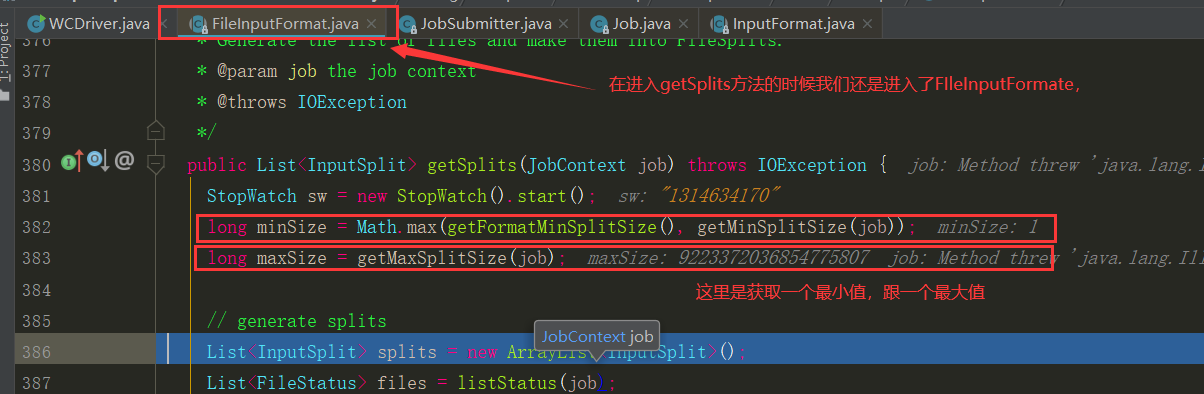 WCDriver.java × FileInputFormat.java × JobSubmitter.java × Job.java × InputFormat.java ×
1: Project
376 * Generate the list of files and make them into FileSplits.
377 * @param job the job context
在进入getSplits方法的时候我们还是进入了FIleInputFormate,
378 * @throws IOException
379 */
380 @ public List<InputSplit> getSplits(JobContext job) throws IOException { job: Method threw 'java.lang.Il
381 StopWatch sw = new StopWatch().start(); sw: "1314634170"
382 long minSize = Math.max(getFormatMinSplitSize(), getMinSplitSize(job)); minSize: 1
383 long maxSize = getMaxSplitSize(job); maxSize: 9223372036854775807 job: Method threw 'java.lang.Ill
384 这里是获取一个最小值，跟一个最大值
385 // generate splits
JobContext job
386 List<InputSplit> splits = new ArrayList<InputSplit>();
387 List<FileStatus> files = listStatus(job);